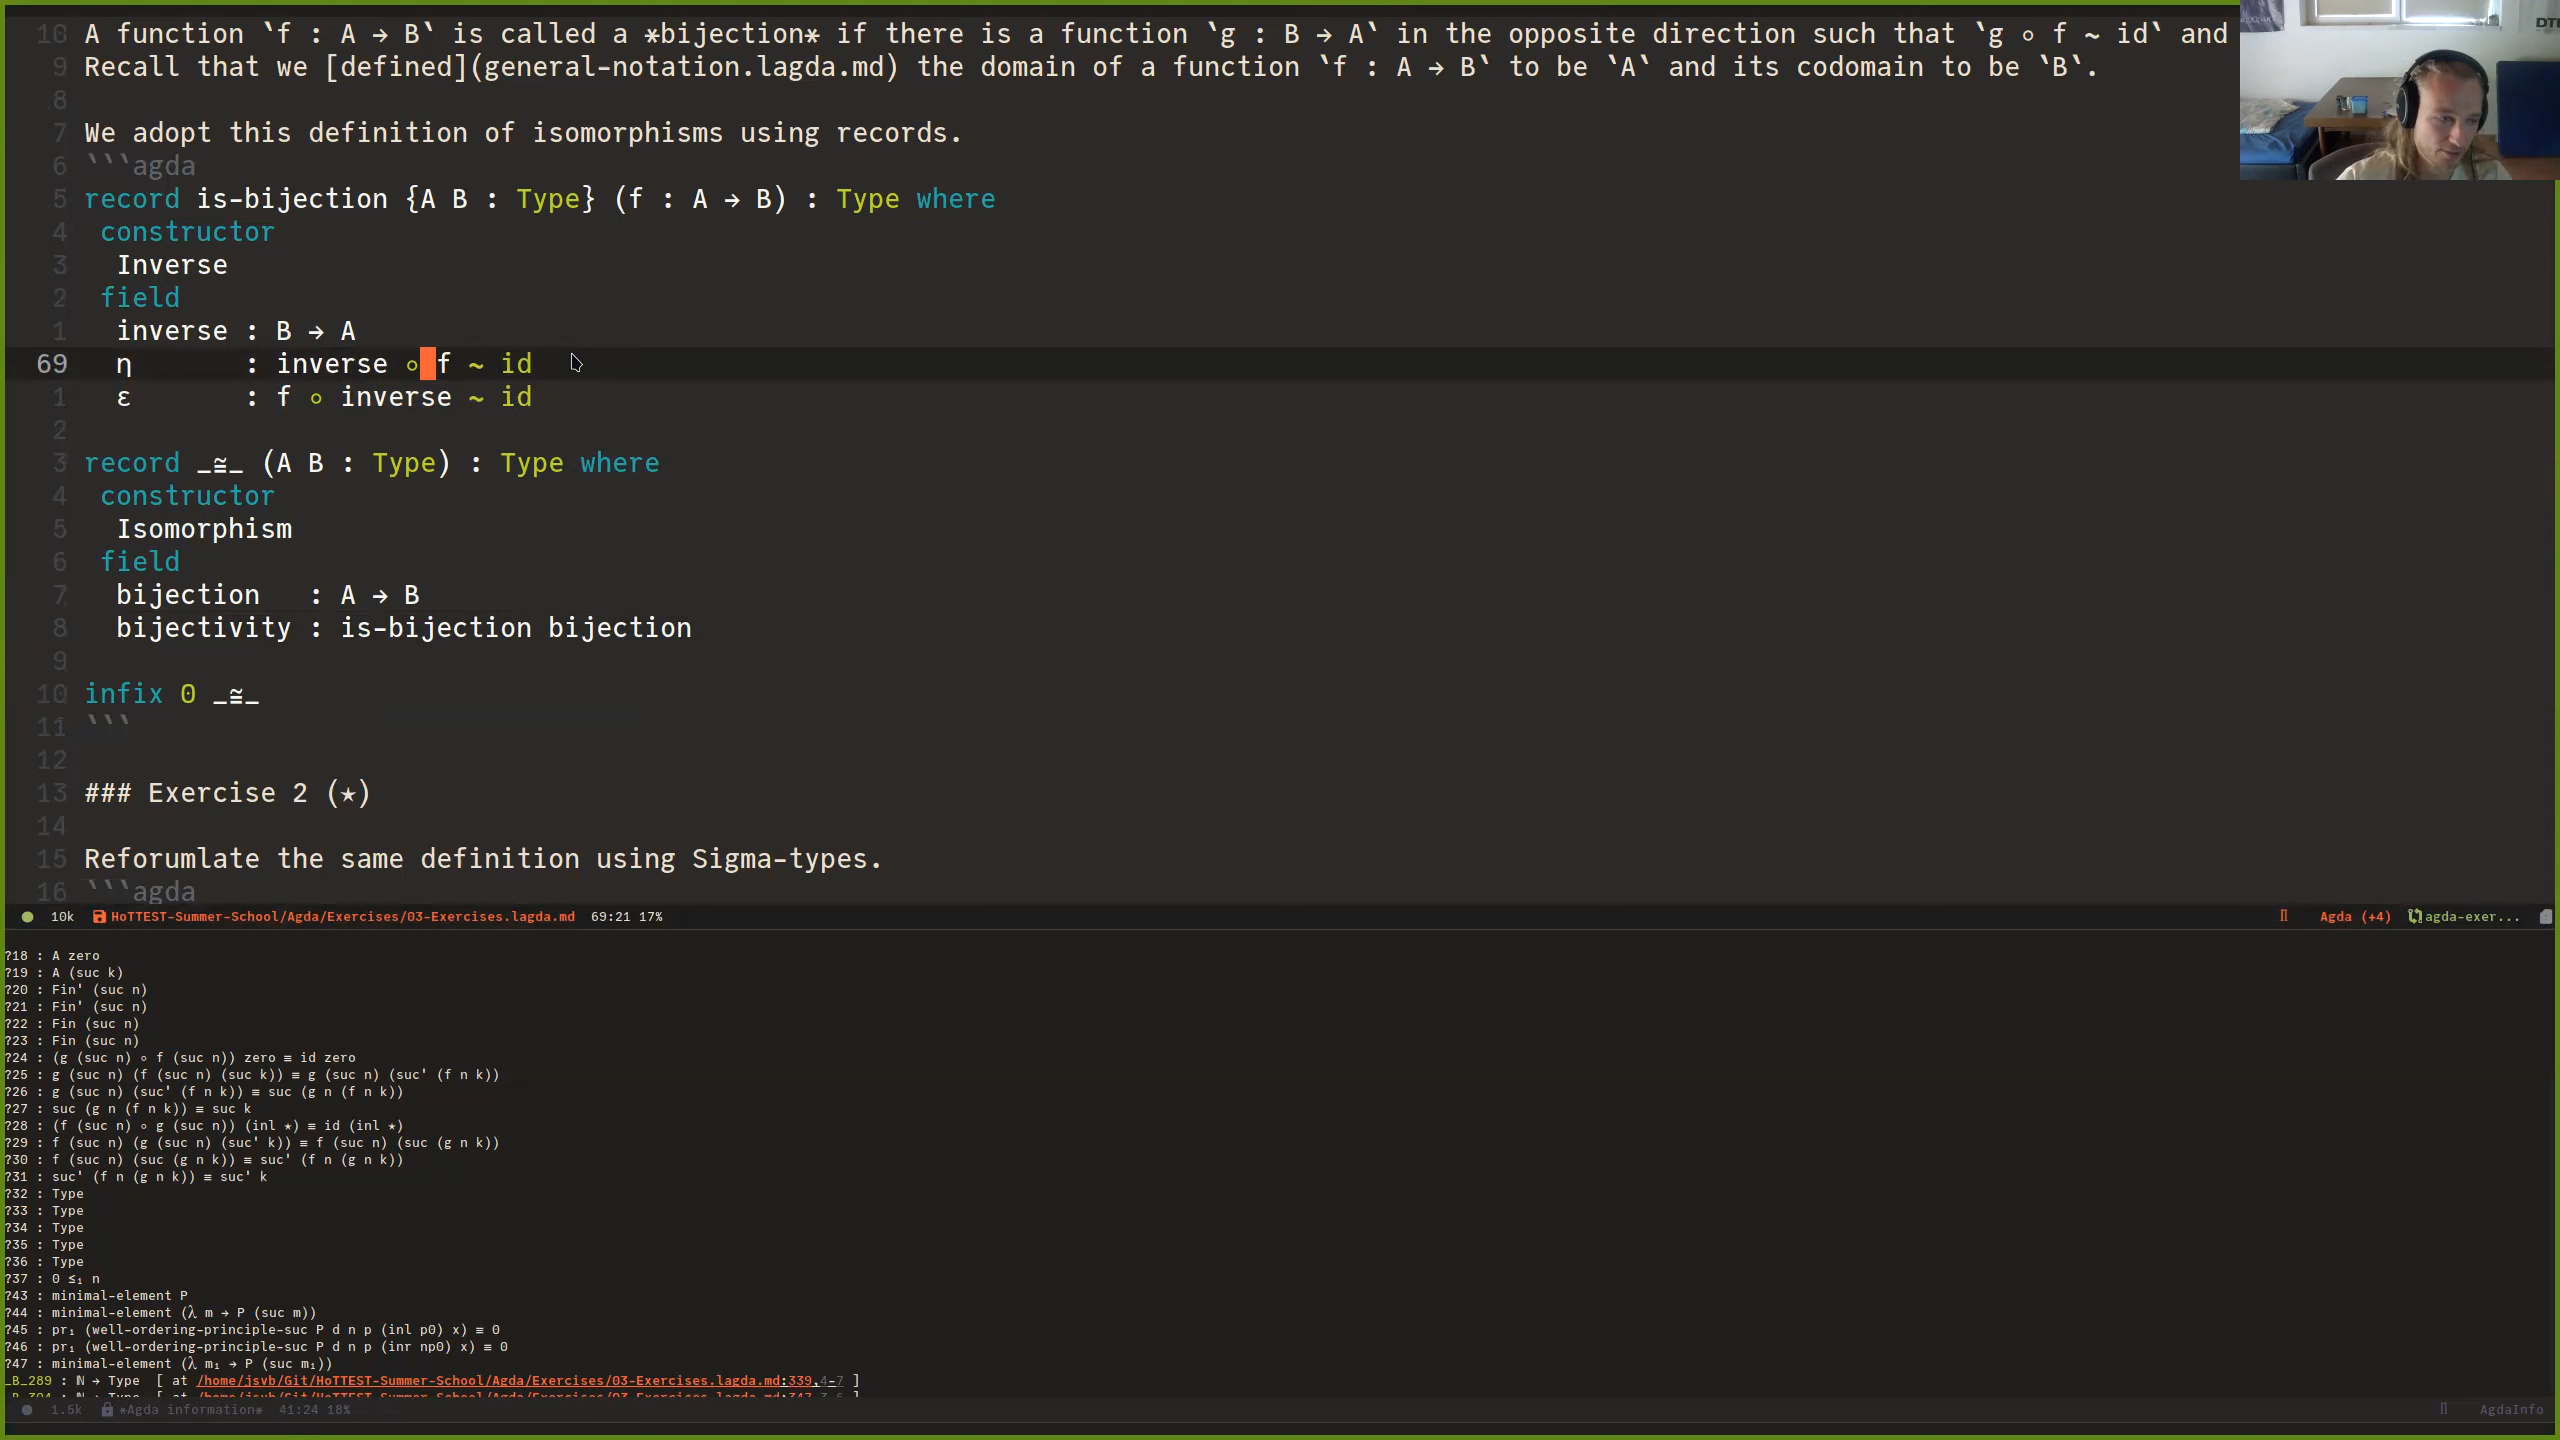 10 A function `f : A → B` is called a *bijection* if there is a function `g : B → A` in the opposite direction such that `g ∘ f ∼ id` and
9 Recall that we [defined](general-notation.lagda.md) the domain of a function `f : A → B` to be `A` and its codomain to be `B`.
8
7 We adopt this definition of isomorphisms using records.
6 ```agda
5 record is-bijection {A B : Type} (f : A → B) : Type where
4  constructor
3   Inverse
2  field
1   inverse : B → A
69   η       : inverse ∘ f ∼ id
1   ε       : f ∘ inverse ∼ id
2
3 record _≅_ (A B : Type) : Type where
4  constructor
5   Isomorphism
6  field
7   bijection   : A → B
8   bijectivity : is-bijection bijection
9
10 infix 0 _≅_
11 ```
12
13 ### Exercise 2 (⋆)
14
15 Reforumlate the same definition using Sigma-types.
16 ```agda
10k HoTTEST-Summer-School/Agda/Exercises/03-Exercises.lagda.md 69:21 17% Agda (+4) agda-exer...
?18 : A zero
?19 : A (suc k)
?20 : Fin' (suc n)
?21 : Fin' (suc n)
?22 : Fin (suc n)
?23 : Fin (suc n)
?24 : (g (suc n) ∘ f (suc n)) zero ≡ id zero
?25 : g (suc n) (f (suc n) (suc k)) ≡ g (suc n) (suc' (f n k))
?26 : g (suc n) (suc' (f n k)) ≡ suc (g n (f n k))
?27 : suc (g n (f n k)) ≡ suc k
?28 : (f (suc n) ∘ g (suc n)) (inl ⋆) ≡ id (inl ⋆)
?29 : f (suc n) (g (suc n) (suc' k)) ≡ f (suc n) (suc (g n k))
?30 : f (suc n) (suc (g n k)) ≡ suc' (f n (g n k))
?31 : suc' (f n (g n k)) ≡ suc' k
?32 : Type
?33 : Type
?34 : Type
?35 : Type
?36 : Type
?37 : 0 ≤₁ n
?43 : minimal-element P
?44 : minimal-element (λ m → P (suc m))
?45 : pr₁ (well-ordering-principle-suc P d n p (inl p0) x) ≡ 0
?46 : pr₁ (well-ordering-principle-suc P d n p (inr np0) x) ≡ 0
?47 : minimal-element (λ m₁ → P (suc m₁))
_B_289 : ℕ → Type  [ at /home/jsvb/Git/HoTTEST-Summer-School/Agda/Exercises/03-Exercises.lagda.md:339,4-7 ]
1.5k *Agda information* 41:24 18% AgdaInfo